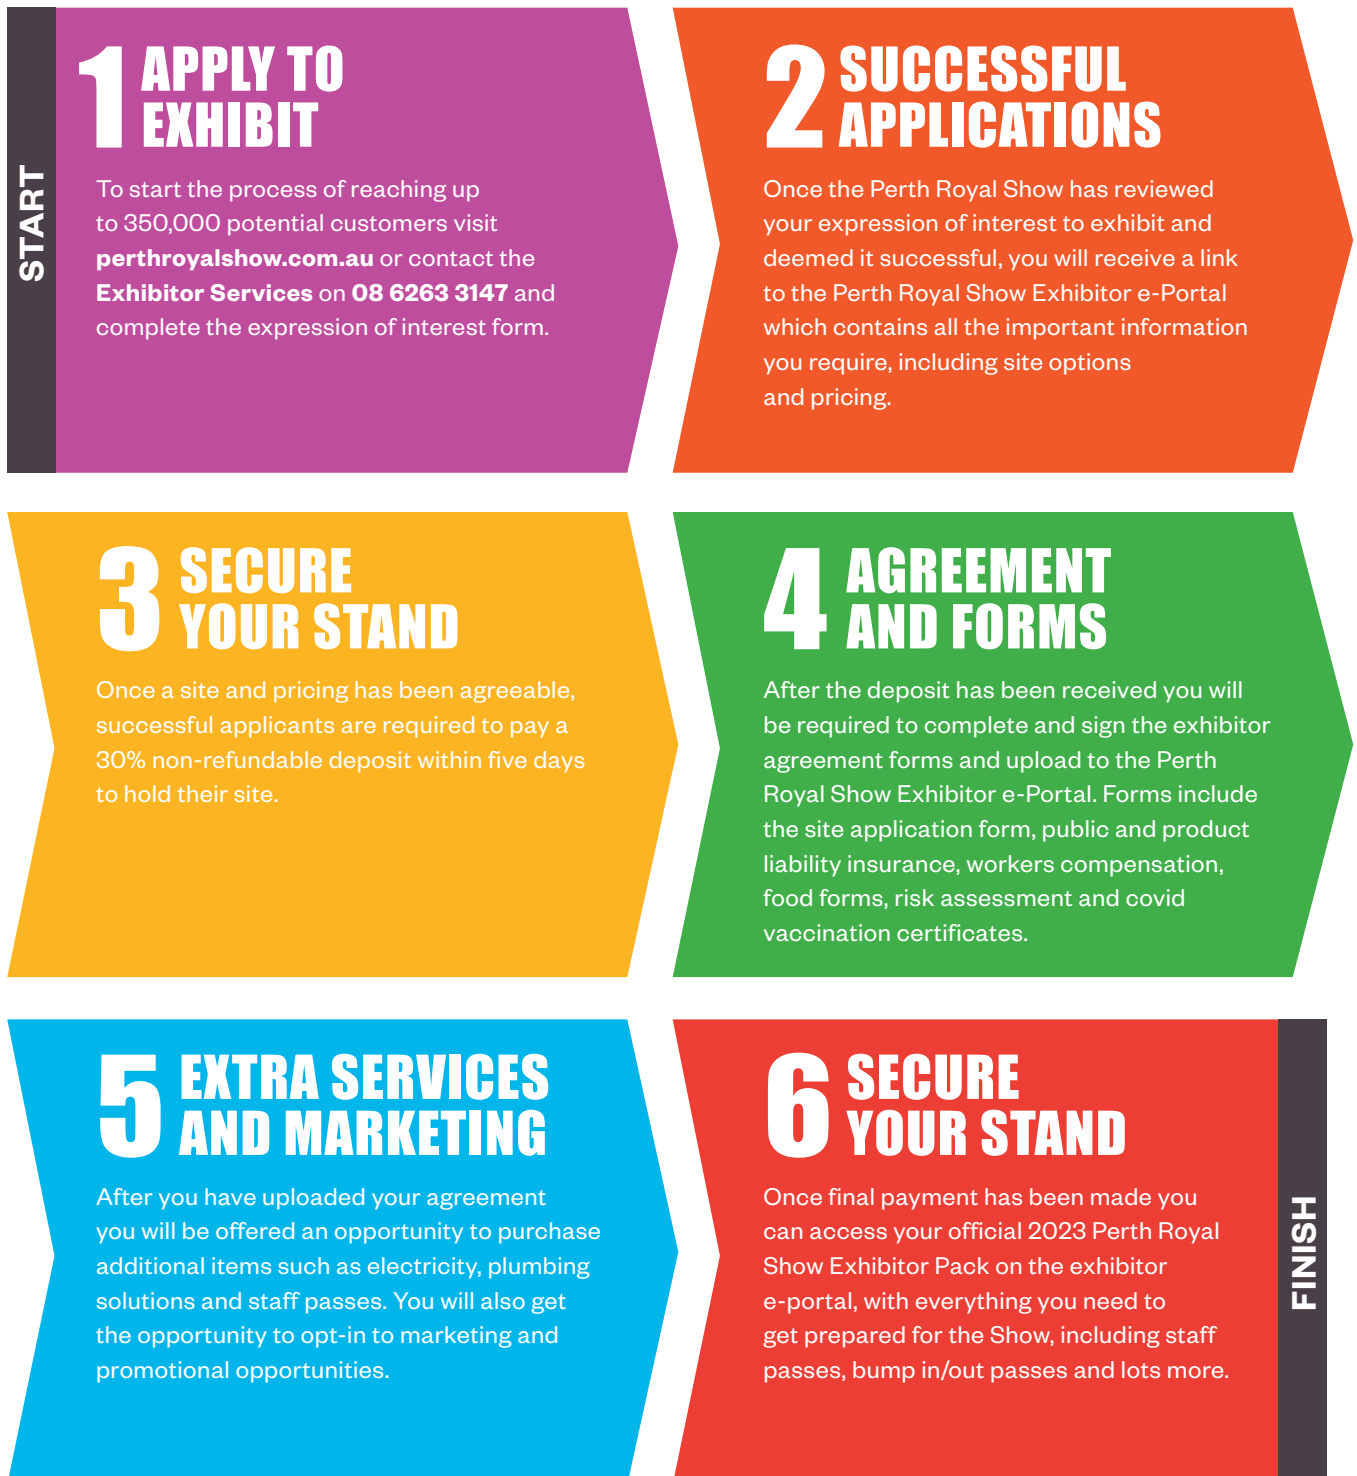 START
1 APPLY TO
EXHIBIT
To start the process of reaching up
to 350,000 potential customers visit
perthroyalshow.com.au or contact the
Exhibitor Services on 08 6263 3147 and
complete the expression of interest form.
2 SUCCESSFUL
APPLICATIONS
Once the Perth Royal Show has reviewed
your expression of interest to exhibit and
deemed it successful, you will receive a link
to the Perth Royal Show Exhibitor e-Portal
which contains all the important information
you require, including site options
and pricing.
3 SECURE
YOUR STAND
Once a site and pricing has been agreeable,
successful applicants are required to pay a
30% non-refundable deposit within five days
to hold their site.
4 AGREEMENT
AND FORMS
After the deposit has been received you will
be required to complete and sign the exhibitor
agreement forms and upload to the Perth
Royal Show Exhibitor e-Portal. Forms include
the site application form, public and product
liability insurance, workers compensation,
food forms, risk assessment and covid
vaccination certificates.
5 EXTRA SERVICES
AND MARKETING
After you have uploaded your agreement
you will be offered an opportunity to purchase
additional items such as electricity, plumbing
solutions and staff passes. You will also get
the opportunity to opt-in to marketing and
promotional opportunities.
6 SECURE
YOUR STAND
Once final payment has been made you
can access your official 2023 Perth Royal
Show Exhibitor Pack on the exhibitor
e-portal, with everything you need to
get prepared for the Show, including staff
passes, bump in/out passes and lots more.
FINISH